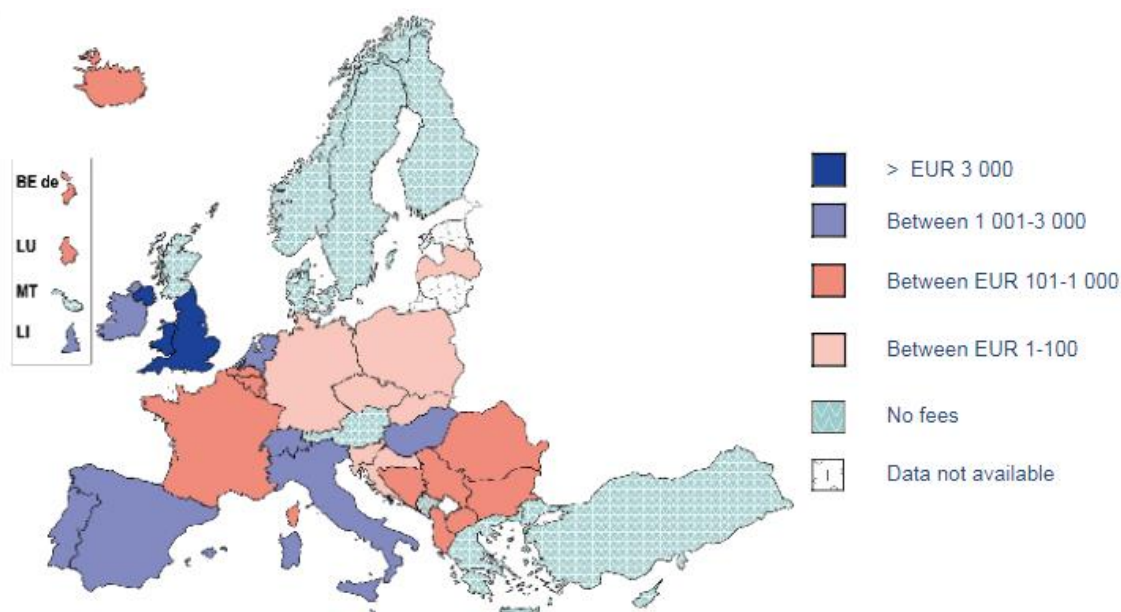 BE de
LU
MT
LI
> EUR 3 000
Between 1 001-3 000
Between EUR 101-1 000
Between EUR 1-100
No fees
Data not available